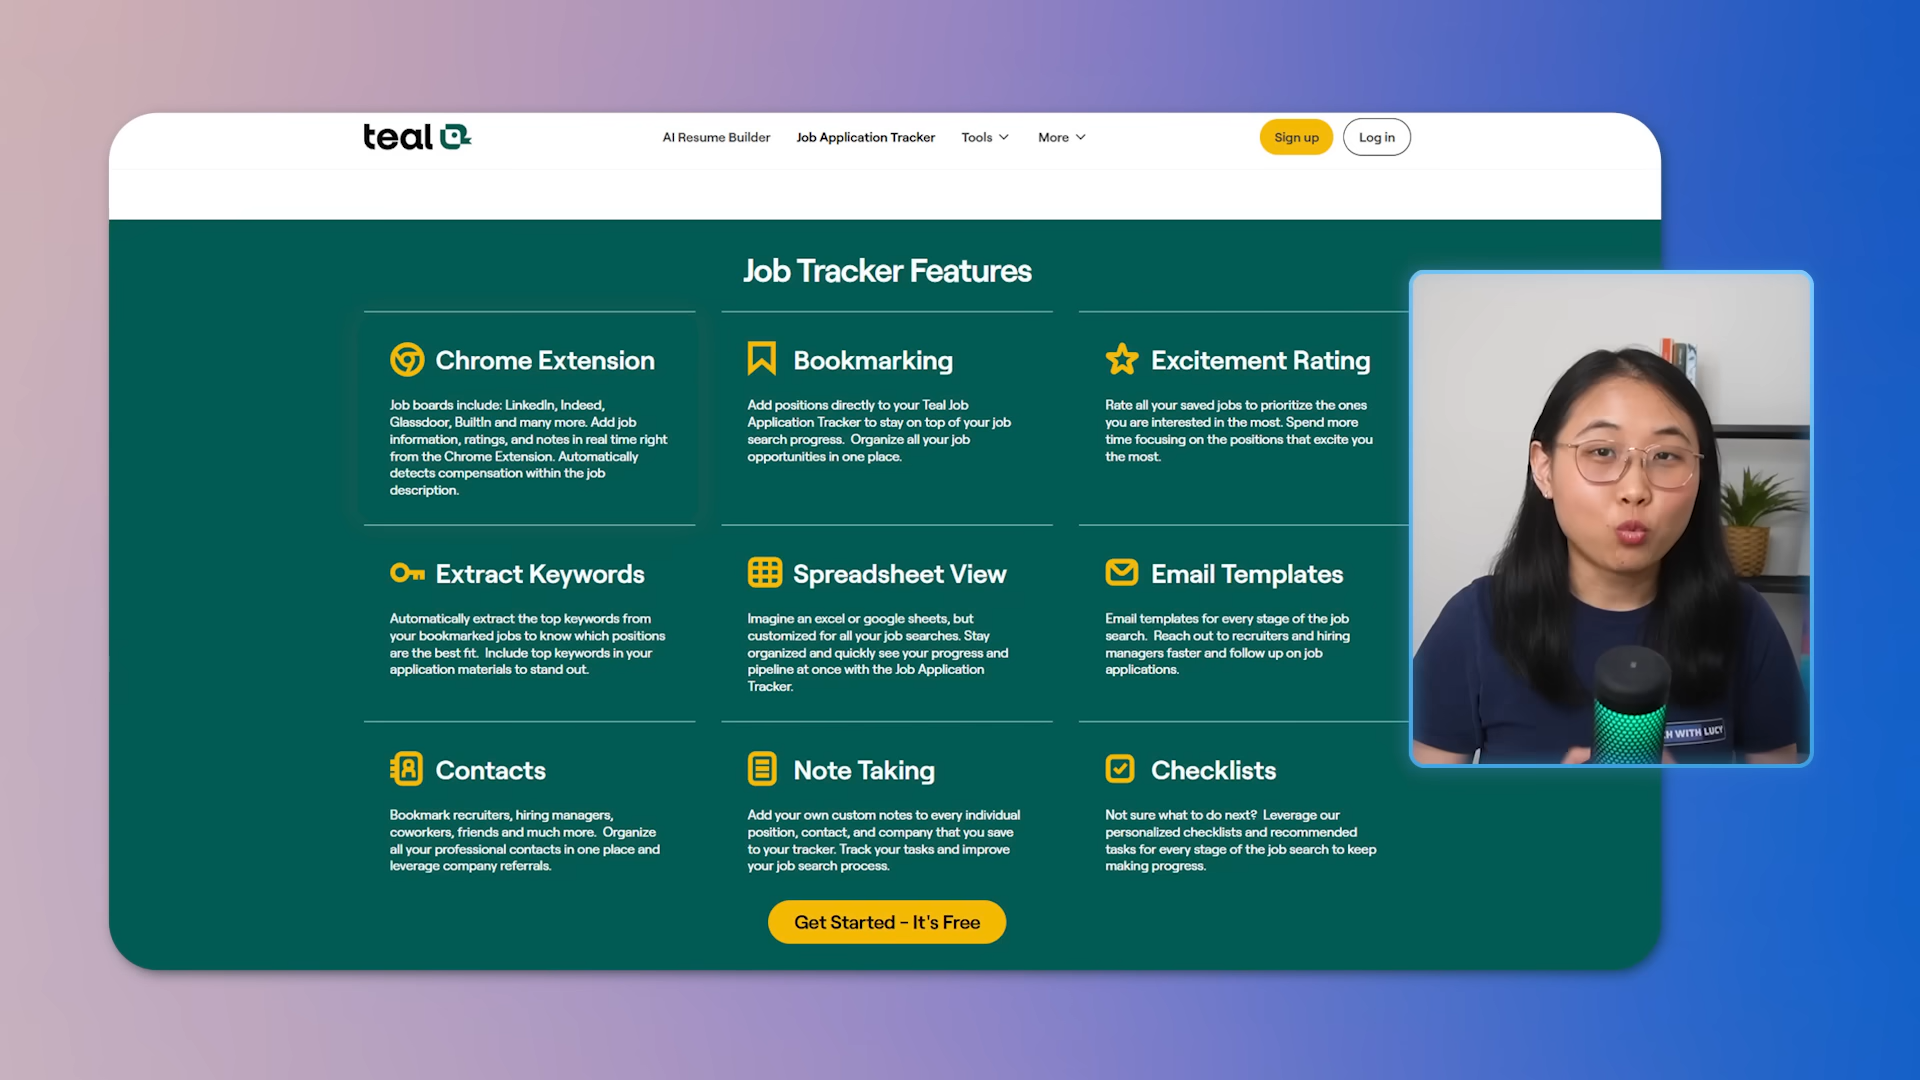 teal
AI Resume Builder
Job Application Tracker
Tools
More
Sign up
Log in
Job Tracker Features
Chrome Extension
Job boards include: LinkedIn, Indeed,
Glassdoor, BuiltIn and many more. Add job
information, ratings, and notes in real time right
from the Chrome Extension. Automatically
detects compensation within the job
description.
Bookmarking
Add positions directly to your Teal Job
Application Tracker to stay on top of your job
search progress. Organize all your job
opportunities in one place.
Excitement Rating
Rate all your saved jobs to prioritize the ones
you are interested in the most. Spend more
time focusing on the positions that excite you
the most.
Extract Keywords
Automatically extract the top keywords from
your bookmarked jobs to know which positions
are the best fit. Include top keywords in your
application materials to stand out.
Spreadsheet View
Imagine an excel or google sheets, but
customized for all your job searches. Stay
organized and quickly see your progress and
pipeline at once with the Job Application
Tracker.
Email Templates
Email templates for every stage of the job
search. Reach out to recruiters and hiring
managers faster and follow up on job
applications.
Contacts
Bookmark recruiters, hiring managers,
coworkers, friends and much more. Organize
all your professional contacts in one place and
leverage company referrals.
Note Taking
Add your own custom notes to every individual
position, contact, and company that you save
to your tracker. Track your tasks and improve
your job search process.
Checklists
Not sure what to do next? Leverage our
personalized checklists and recommended
tasks for every stage of the job search to keep
making progress.
Get Started - It's Free
H WITH LUCY